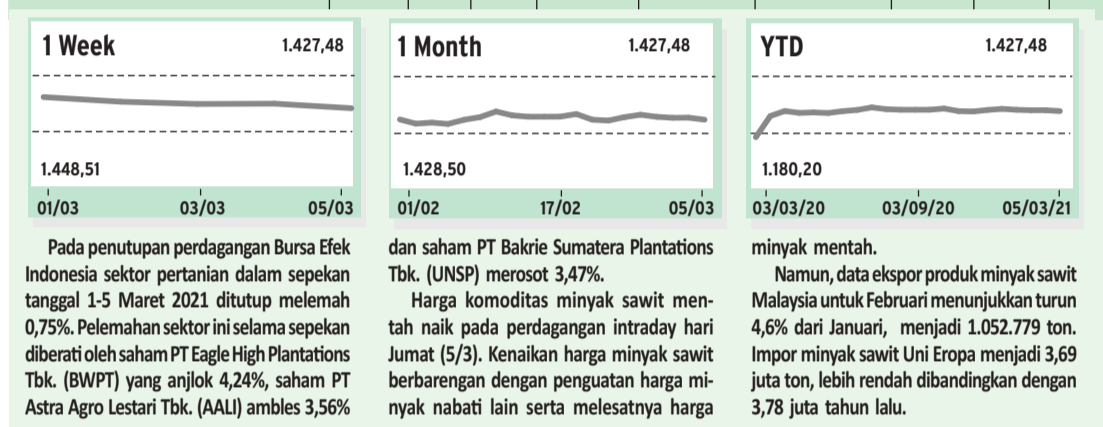 1 Week 1.427,48
1.448,51
01/03 03/03 05/03
1 Month 1.427,48
1.428,50
01/02 17/02 05/03
YTD 1.427,48
1.180,20
03/03/20 03/09/20 05/03/21
Pada penutupan perdagangan Bursa Efek
Indonesia sektor pertanian dalam sepekan
tanggal 1-5 Maret 2021 ditutup melemah
0,75%. Pelemahan sektor ini selama sepekan
diberati oleh saham PT Eagle High Plantations
Tbk. (BWPT) yang anjlok 4,24%, saham PT
Astra Agro Lestari Tbk. (AALI) ambles 3,56%
dan saham PT Bakrie Sumatera Plantations
Tbk. (UNSP) merosot 3,47%.
Harga komoditas minyak sawit men-
tah naik pada perdagangan intraday hari
Jumat (5/3). Kenaikan harga minyak sawit
berbarengan dengan penguatan harga mi-
nyak nabati lain serta melesatnya harga
minyak mentah.
Namun, data ekspor produk minyak sawit
Malaysia untuk Februari menunjukkan turun
4,6% dari Januari, menjadi 1.052.779 ton.
Impor minyak sawit Uni Eropa menjadi 3,69
juta ton, lebih rendah dibandingkan dengan
3,78 juta tahun lalu.